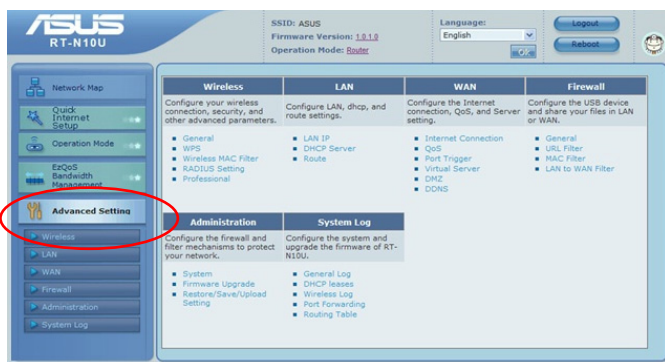 ASUS
RT-N10U
SSID: ASUS
Firmware Version: 1.0.1.0
Operation Mode: Router
Language:
English
OK
Logout
Reboot
Network Map
Quick
Internet
Setup
Operation Mode
EzQoS
Bandwidth
Management
Advanced Setting
Wireless
LAN
WAN
Firewall
Administration
System Log
Wireless
Configure your wireless
connection, security, and
other advanced parameters.
General
WPS
Wireless MAC Filter
RADIUS Setting
Professional
LAN
Configure LAN, dhcp, and
route settings.
LAN IP
DHCP Server
Route
WAN
Configure the Internet
connection, QoS, and Server
setting.
Internet Connection
QoS
Port Trigger
Virtual Server
DMZ
DDNS
Firewall
Configure the USB device
and share your files in LAN
or WAN.
General
URL Filter
MAC Filter
LAN to WAN Filter
Administration
Configure the firewall and
filter mechanisms to protect
your network.
System
Firmware Upgrade
Restore/Save/Upload
Setting
System Log
Configure the system and
upgrade the firmware of RT-
N10U.
General Log
DHCP leases
Wireless Log
Port Forwarding
Routing Table